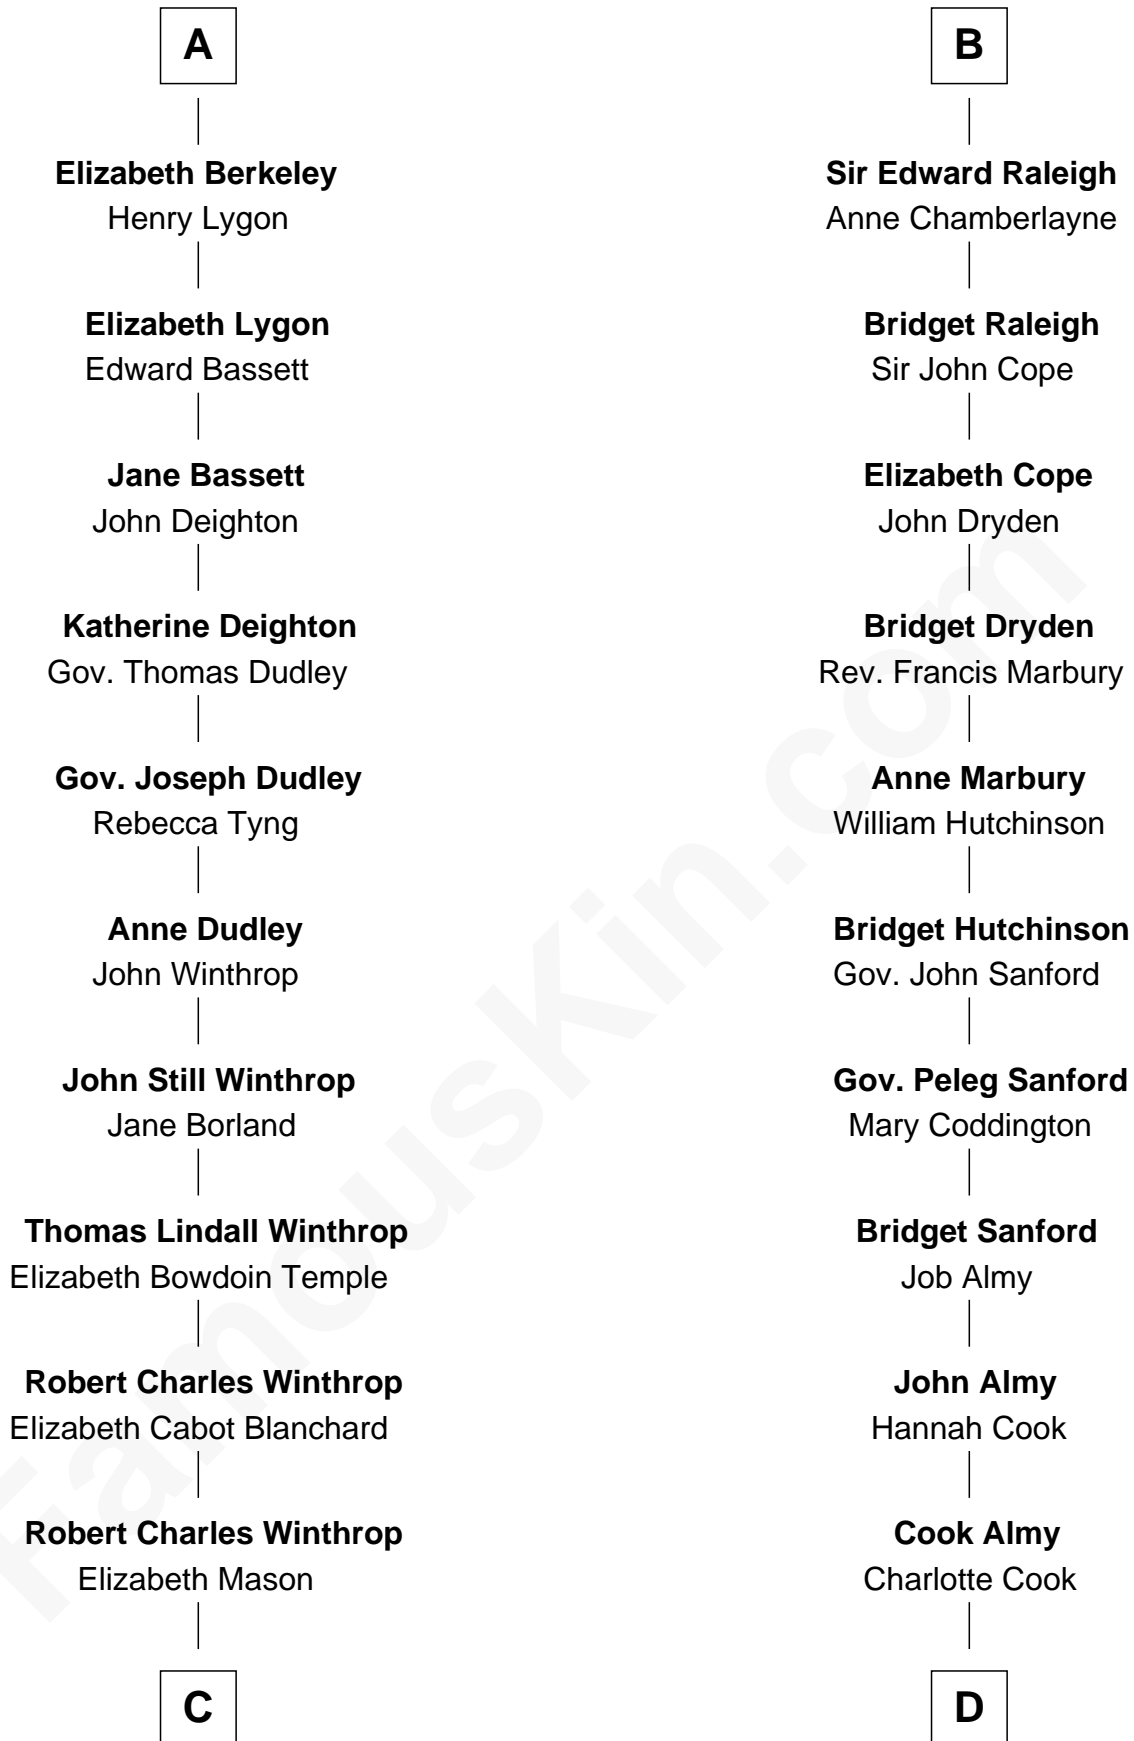 A
Elizabeth Berkeley
Henry Lygon
Elizabeth Lygon
Edward Bassett
Jane Bassett
John Deighton
Katherine Deighton
Gov. Thomas Dudley
Gov. Joseph Dudley
Rebecca Tyng
Anne Dudley
John Winthrop
John Still Winthrop
Jane Borland
Thomas Lindall Winthrop
Elizabeth Bowdoin Temple
Robert Charles Winthrop
Elizabeth Cabot Blanchard
Robert Charles Winthrop
Elizabeth Mason
C
B
Sir Edward Raleigh
Anne Chamberlayne
Bridget Raleigh
Sir John Cope
Elizabeth Cope
John Dryden
Bridget Dryden
Rev. Francis Marbury
Anne Marbury
William Hutchinson
Bridget Hutchinson
Gov. John Sanford
Gov. Peleg Sanford
Mary Coddington
Bridget Sanford
Job Almy
John Almy
Hannah Cook
Cook Almy
Charlotte Cook
D
FamousKin.com